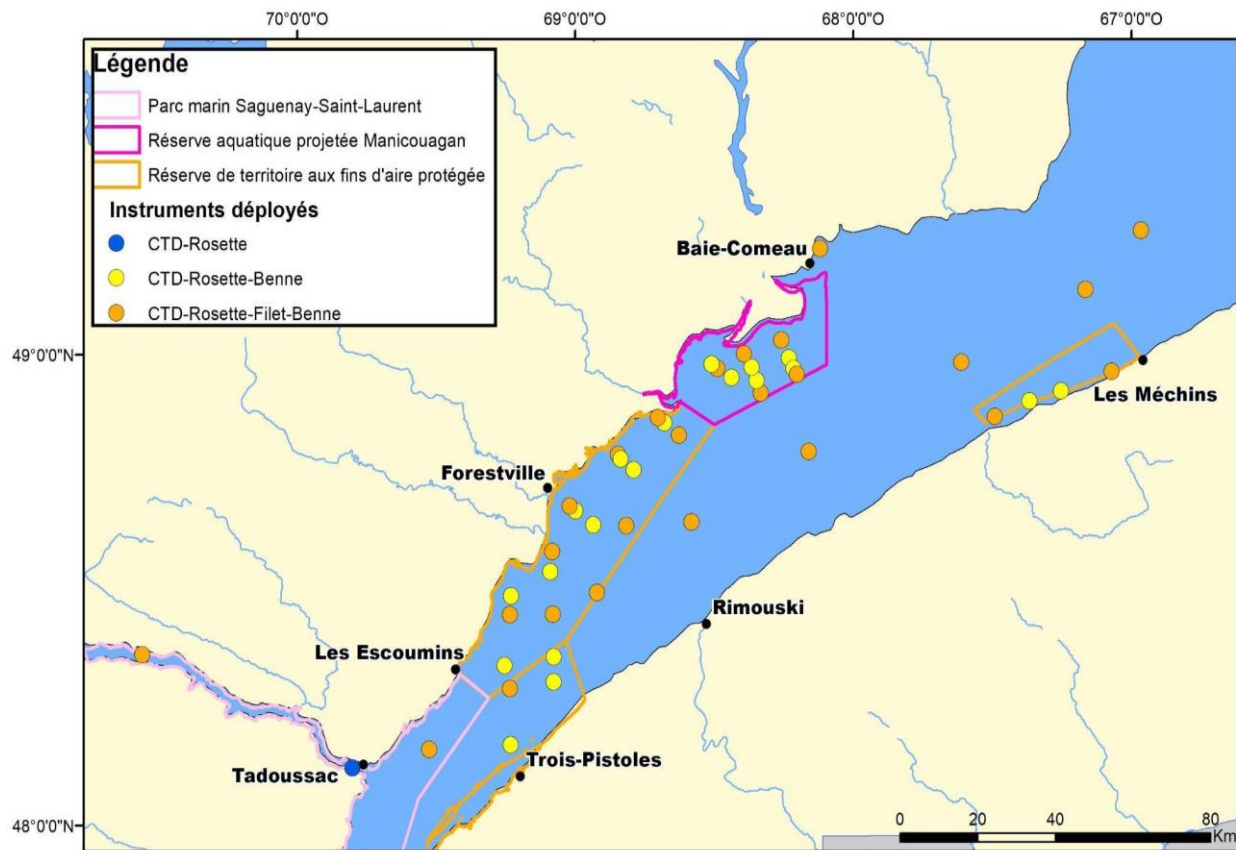 70°0'0"O 69°0'0"O 68°0'0"O 67°0'0"O
Légende
Parc marin Saguenay-Saint-Laurent
Réserve aquatique projetée Manicouagan
Réserve de territoire aux fins d'aire protégée
Instruments déployés
CTD-Rosette
CTD-Rosette-Benne
CTD-Rosette-Filet-Benne
Baie-Comeau
49°0'0"N
Les Méchins
Forestville
Rimouski
Les Escoumins
Trois-Pistoles
Tadoussac
48°0'0"N
0 20 40 60 80
Km